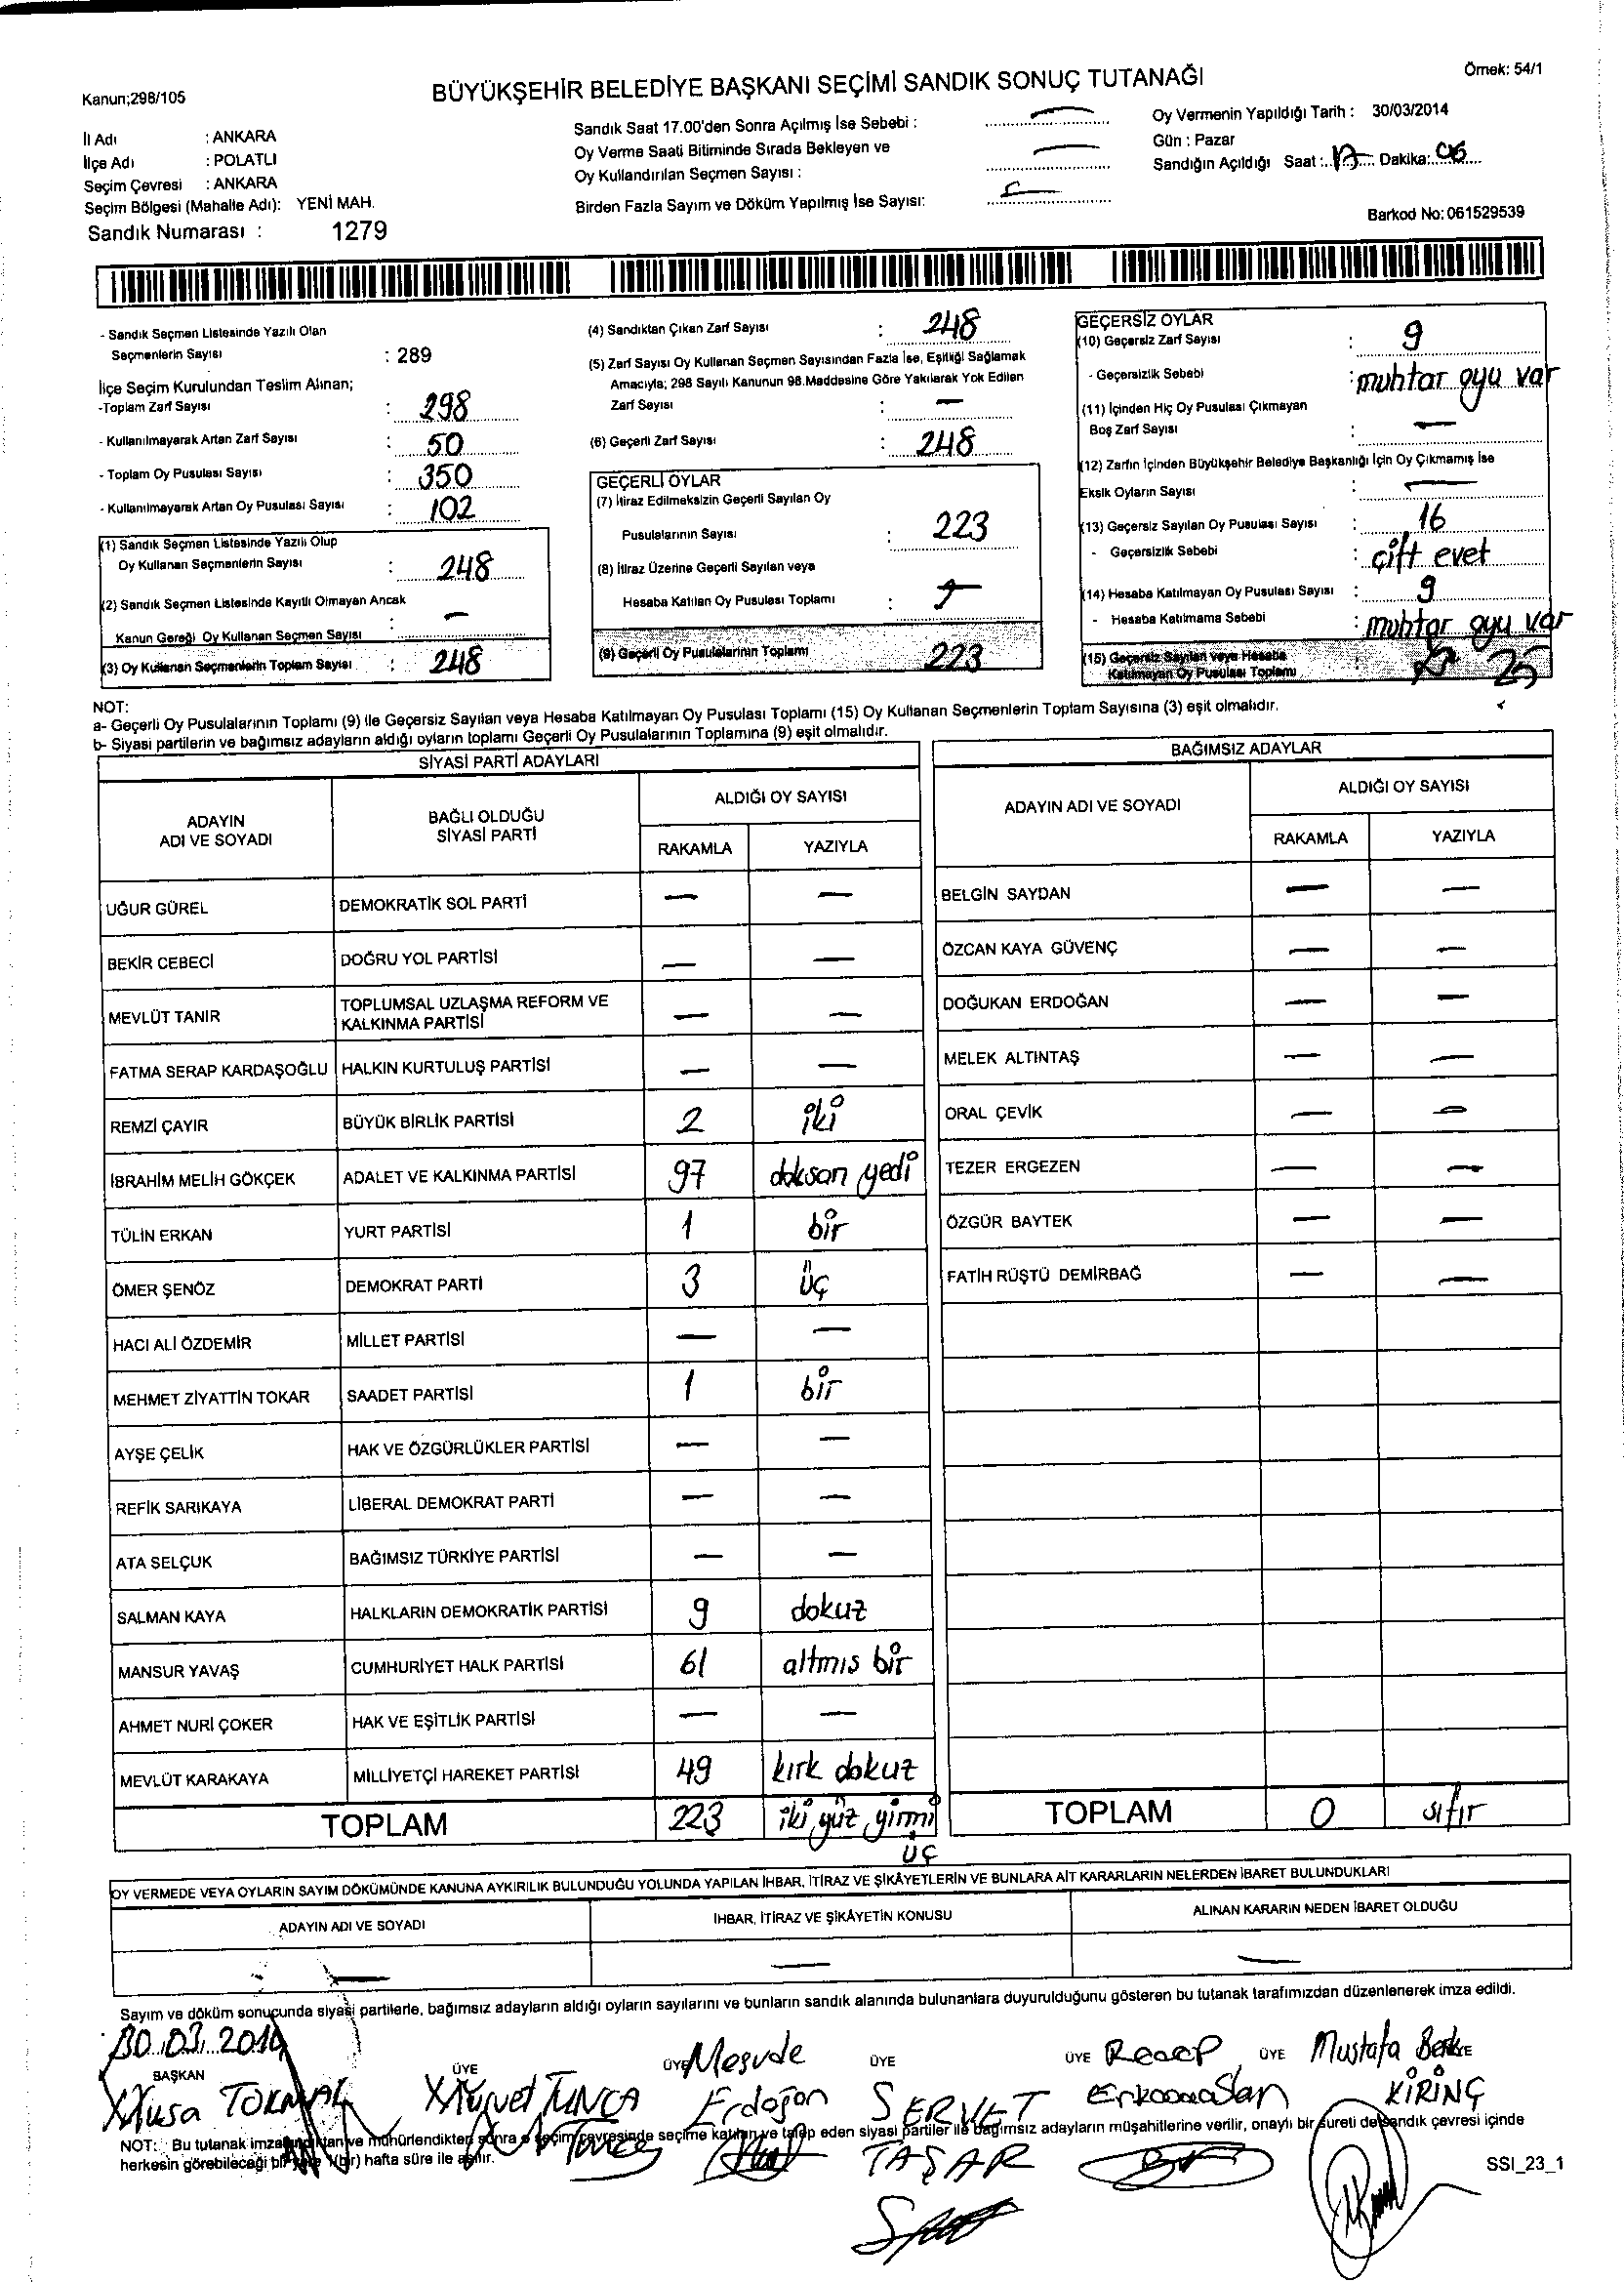 Kanun;298/105
BÜYÜKŞEHİR BELEDİYE BAŞKANI SEÇİMİ SANDIK SONUÇ TUTANAĞI
Örnek: 54/1
İl Adı : ANKARA
İlçe Adı : POLATLI
Seçim Çevresi : ANKARA
Seçim Bölgesi (Mahalle Adı): YENİ MAH.
Sandık Numarası : 1279
Sandık Saat 17.00'den Sonra Açılmış İse Sebebi : —
Oy Verme Saati Bitiminde Sırada Bekleyen ve
Oy Kullandırılan Seçmen Sayısı : —
Birden Fazla Sayım ve Döküm Yapılmış İse Sayısı:
Oy Vermenin Yapıldığı Tarih : 30/03/2014
Gün : Pazar
Sandığın Açıldığı Saat : 17 Dakika: 06
Barkod No: 061529539
- Sandık Seçmen Listesinde Yazılı Olan
Seçmenlerin Sayısı : 289
İlçe Seçim Kurulundan Teslim Alınan;
-Toplam Zarf Sayısı : 298
- Kullanılmayarak Artan Zarf Sayısı : 50
- Toplam Oy Pusulası Sayısı : 350
- Kullanılmayarak Artan Oy Pusulası Sayısı : 102
(1) Sandık Seçmen Listesinde Yazılı Olup
Oy Kullanan Seçmenlerin Sayısı : 248
(2) Sandık Seçmen Listesinde Kayıtlı Olmayan Ancak
Kanun Gereği Oy Kullanan Seçmen Sayısı : —
(3) Oy Kullanan Seçmenlerin Toplam Sayısı : 248
(4) Sandıktan Çıkan Zarf Sayısı : 248
(5) Zarf Sayısı Oy Kullanan Seçmen Sayısından Fazla İse, Eşitliği Sağlamak
Amacıyla; 298 Sayılı Kanunun 98.Maddesine Göre Yakılarak Yok Edilen
Zarf Sayısı : —
(6) Geçerli Zarf Sayısı : 248
GEÇERLİ OYLAR
(7) İtiraz Edilmeksizin Geçerli Sayılan Oy
Pusulalarının Sayısı : 223
(8) İtiraz Üzerine Geçerli Sayılan veya
Hesaba Katılan Oy Pusulası Toplamı :
(9) Geçerli Oy Pusulalarının Toplamı 223
GEÇERSİZ OYLAR
(10) Geçersiz Zarf Sayısı : 9
- Geçersizlik Sebebi : muhtar oyu var
(11) İçinden Hiç Oy Pusulası Çıkmayan
Boş Zarf Sayısı : —
(12) Zarfın İçinden Büyükşehir Belediye Başkanlığı İçin Oy Çıkmamış İse
Eksik Oyların Sayısı : —
(13) Geçersiz Sayılan Oy Pusulası Sayısı : 16
- Geçersizlik Sebebi : çift evet
(14) Hesaba Katılmayan Oy Pusulası Sayısı : 9
- Hesaba Katılmama Sebebi : muhtar oyu var
(15) Geçersiz Sayılan veya Hesaba
Katılmayan Oy Pusulası Toplamı : 25
NOT:
a- Geçerli Oy Pusulalarının Toplamı (9) ile Geçersiz Sayılan veya Hesaba Katılmayan Oy Pusulası Toplamı (15) Oy Kullanan Seçmenlerin Toplam Sayısına (3) eşit olmalıdır.
b- Siyasi partilerin ve bağımsız adayların aldığı oyların toplamı Geçerli Oy Pusulalarının Toplamına (9) eşit olmalıdır.
SİYASİ PARTİ ADAYLARI
ADAYIN ADI VE SOYADI BAĞLI OLDUĞU SİYASİ PARTİ ALDIĞI OY SAYISI
RAKAMLA YAZIYLA
UĞUR GÜREL DEMOKRATİK SOL PARTİ — —
BEKİR CEBECİ DOĞRU YOL PARTİSİ — —
MEVLÜT TANIR TOPLUMSAL UZLAŞMA REFORM VE KALKINMA PARTİSİ — —
FATMA SERAP KARDAŞOĞLU HALKIN KURTULUŞ PARTİSİ — —
REMZİ ÇAYIR BÜYÜK BİRLİK PARTİSİ 2 iki
İBRAHİM MELİH GÖKÇEK ADALET VE KALKINMA PARTİSİ 97 doksan yedi
TÜLİN ERKAN YURT PARTİSİ 1 bir
ÖMER ŞENÖZ DEMOKRAT PARTİ 3 üç
HACI ALİ ÖZDEMİR MİLLET PARTİSİ — —
MEHMET ZİYATTİN TOKAR SAADET PARTİSİ 1 bir
AYŞE ÇELİK HAK VE ÖZGÜRLÜKLER PARTİSİ — —
REFİK SARIKAYA LİBERAL DEMOKRAT PARTİ — —
ATA SELÇUK BAĞIMSIZ TÜRKİYE PARTİSİ — —
SALMAN KAYA HALKLARIN DEMOKRATİK PARTİSİ 9 dokuz
MANSUR YAVAŞ CUMHURİYET HALK PARTİSİ 61 altmıs bir
AHMET NURİ ÇOKER HAK VE EŞİTLİK PARTİSİ — —
MEVLÜT KARAKAYA MİLLİYETÇİ HAREKET PARTİSİ 49 kırk dokuz
TOPLAM 223 iki yüz yirmi üç
BAĞIMSIZ ADAYLAR
ADAYIN ADI VE SOYADI ALDIĞI OY SAYISI
RAKAMLA YAZIYLA
BELGİN SAYDAN — —
ÖZCAN KAYA GÜVENÇ — —
DOĞUKAN ERDOĞAN — —
MELEK ALTINTAŞ — —
ORAL ÇEVİK — —
TEZER ERGEZEN — —
ÖZGÜR BAYTEK — —
FATİH RÜŞTÜ DEMİRBAĞ — —
TOPLAM 0 sıfır
OY VERMEDE VEYA OYLARIN SAYIM DÖKÜMÜNDE KANUNA AYKIRILIK BULUNDUĞU YOLUNDA YAPILAN İHBAR, İTİRAZ VE ŞİKÂYETLERİN VE BUNLARA AİT KARARLARIN NELERDEN İBARET BULUNDUKLARI
ADAYIN ADI VE SOYADI İHBAR, İTİRAZ VE ŞİKÂYETİN KONUSU ALINAN KARARIN NEDEN İBARET OLDUĞU
— — —
Sayım ve döküm sonucunda siyasi partilerle, bağımsız adayların aldığı oyların sayılarını ve bunların sandık alanında bulunanlara duyurulduğunu gösteren bu tutanak tarafımızdan düzenlenerek imza edildi.
30.03.2014
BAŞKAN ÜYE ÜYE ÜYE ÜYE ÜYE
Musa
Mesude Erdoğan
SERVET TAŞAR
Recep
Mustafa KİRİNÇ
NOT: Bu tutanak imzalandıktan ve mühürlendikten sonra o seçim çevresinde seçime katılan ve talep eden siyasi partiler ile bağımsız adayların müşahitlerine verilir, onaylı bir sureti de sandık çevresi içinde
herkesin görebileceği bir yere 1(bir) hafta süre ile asılır.
SSI_23_1